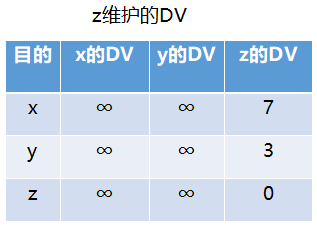 z维护的DV
目的 x的DV y的DV z的DV
x ∞ ∞ 7
y ∞ ∞ 3
z ∞ ∞ 0